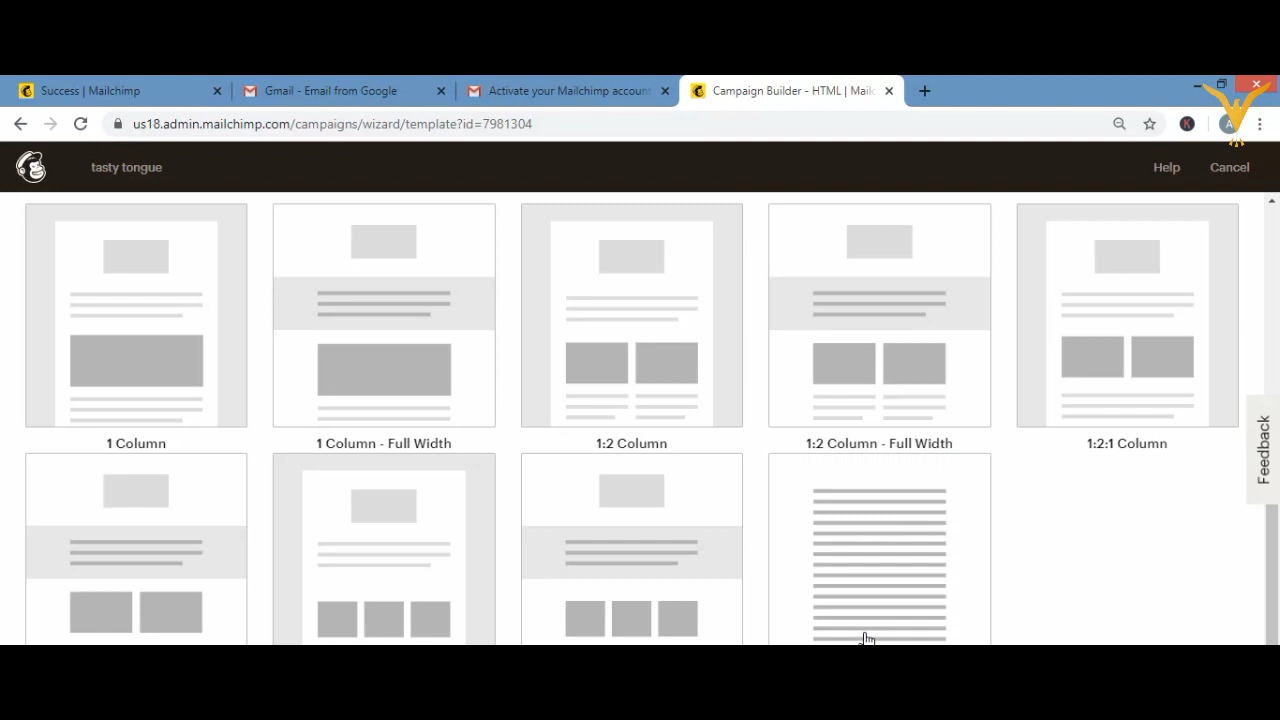 Success | Mailchimp
Gmail - Email from Google
Activate your Mailchimp accoun
Campaign Builder - HTML | Mailc
us18.admin.mailchimp.com/campaigns/wizard/template?id=7981304
K
A
tasty tongue
Help
Cancel
1 Column
1 Column - Full Width
1:2 Column
1:2 Column - Full Width
1:2:1 Column
Feedback